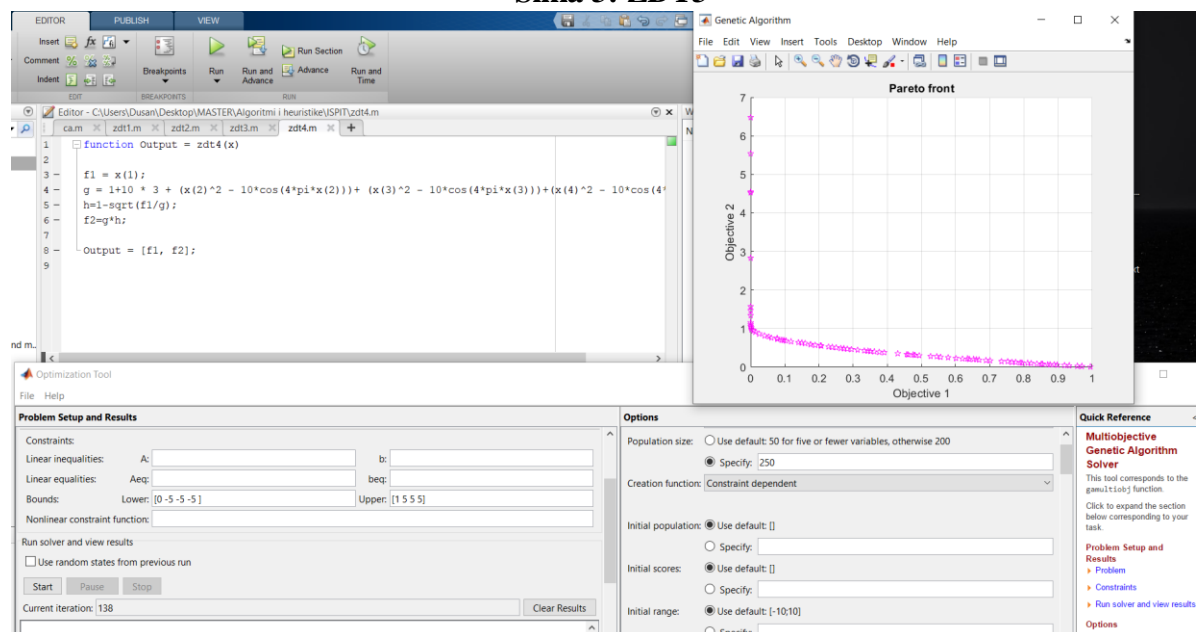 EDITOR PUBLISH VIEW
Insert fx
Comment %
Indent
Breakpoints
Run
Run and Advance
Run Section
Advance
Run and Time
EDIT BREAKPOINTS RUN
Editor - C:\Users\Dusan\Desktop\MASTER\Algoritmi i heuristike\ISPIT\zdt4.m
ca.m zdt1.m zdt2.m zdt3.m zdt4.m +
1 function Output = zdt4(x)
2
3 - f1 = x(1);
4 - g = 1+10 * 3 + (x(2)^2 - 10*cos(4*pi*x(2)))+ (x(3)^2 - 10*cos(4*pi*x(3)))+(x(4)^2 - 10*cos(4*
5 - h=1-sqrt(f1/g);
6 - f2=g*h;
7
8 - Output = [f1, f2];
9
nd m..
Genetic Algorithm
File Edit View Insert Tools Desktop Window Help
Pareto front
7
6
5
4
3
2
1
0
Objective 2
0 0.1 0.2 0.3 0.4 0.5 0.6 0.7 0.8 0.9 1
Objective 1
Optimization Tool
File Help
Problem Setup and Results
Constraints:
Linear inequalities: A: b:
Linear equalities: Aeq: beq:
Bounds: Lower: [0 -5 -5 -5 ] Upper: [1 5 5 5]
Nonlinear constraint function:
Run solver and view results
Use random states from previous run
Start Pause Stop
Current iteration: 138 Clear Results
Options
Population size: Use default: 50 for five or fewer variables, otherwise 200
Specify: 250
Creation function: Constraint dependent
Initial population: Use default: []
Specify:
Initial scores: Use default: []
Specify:
Initial range: Use default: [-10;10]
Specify:
Quick Reference
Multiobjective
Genetic Algorithm
Solver
This tool corresponds to the
gamultiobj function.
Click to expand the section
below corresponding to your
task.
Problem Setup and
Results
Problem
Constraints
Run solver and view results
Options